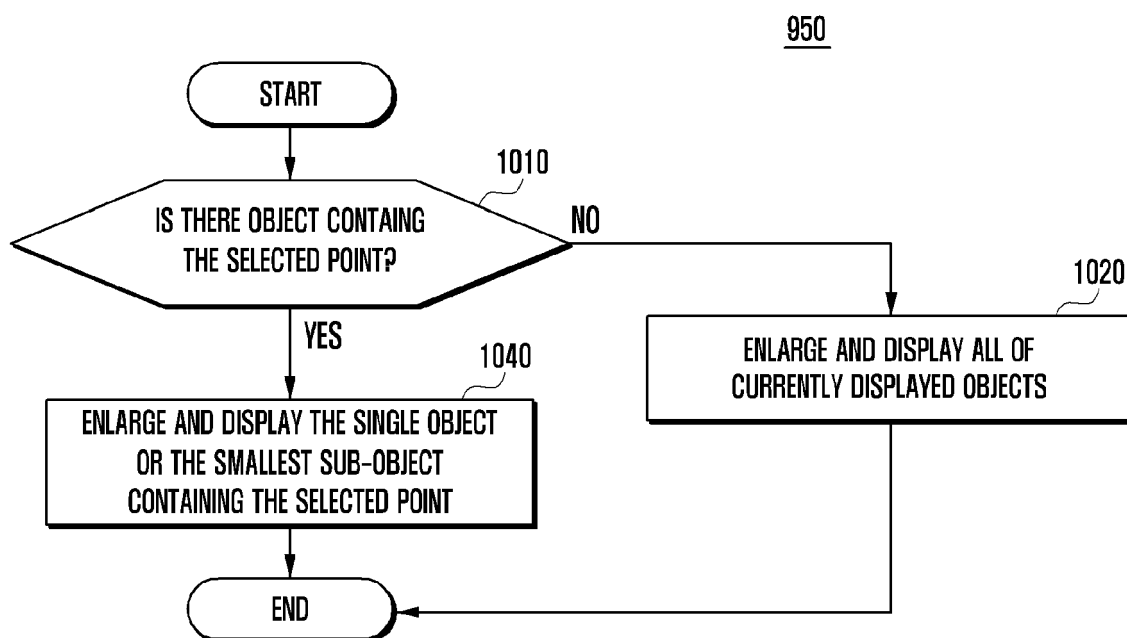 950
START
1010
IS THERE OBJECT CONTAING
THE SELECTED POINT?
NO
YES
1020
ENLARGE AND DISPLAY ALL OF
CURRENTLY DISPLAYED OBJECTS
1040
ENLARGE AND DISPLAY THE SINGLE OBJECT
OR THE SMALLEST SUB-OBJECT
CONTAINING THE SELECTED POINT
END